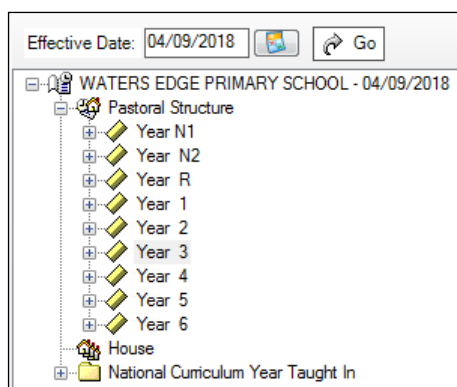 Effective Date: 04/09/2018 Go
WATERS EDGE PRIMARY SCHOOL - 04/09/2018
Pastoral Structure
Year N1
Year N2
Year R
Year 1
Year 2
Year 3
Year 4
Year 5
Year 6
House
National Curriculum Year Taught In